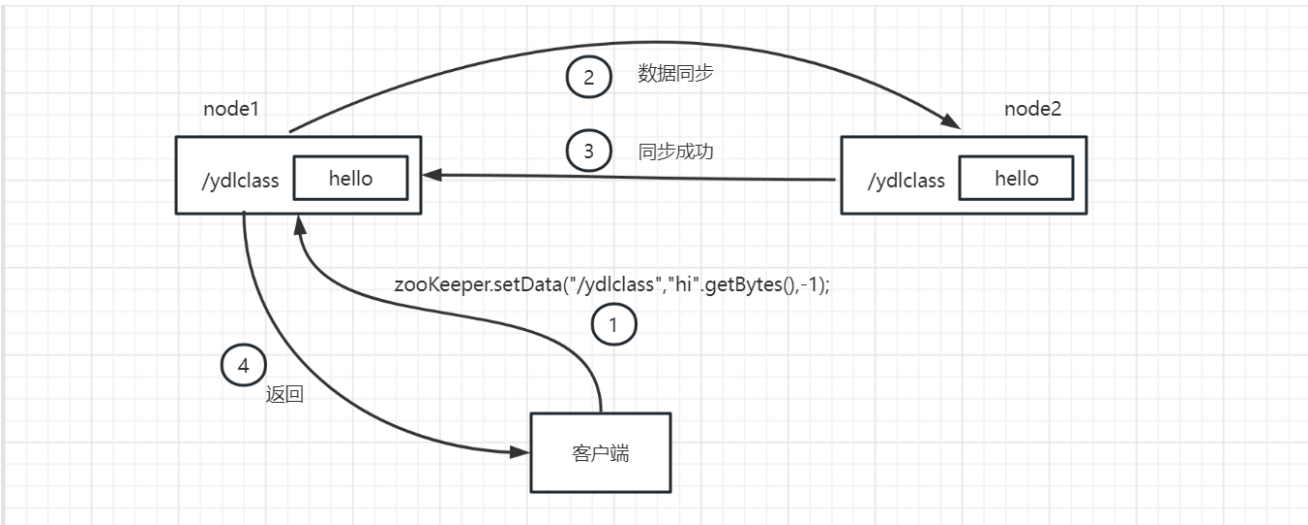 2 数据同步
node1
node2
3 同步成功
/ydlclass hello
/ydlclass hello
zooKeeper.setData("/ydlclass","hi".getBytes(),-1);
1
4
返回
客户端